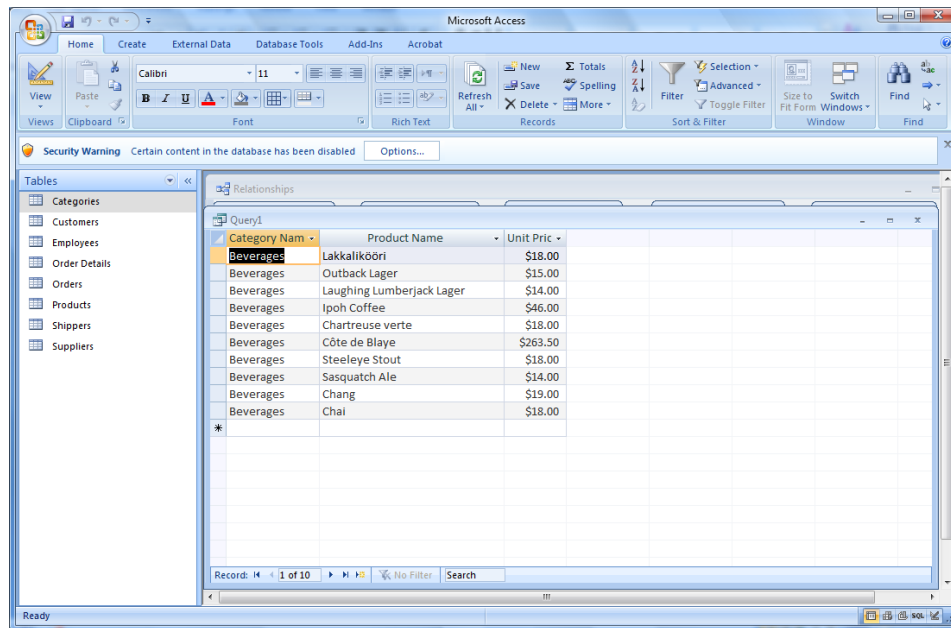 Microsoft Access
Home Create External Data Database Tools Add-Ins Acrobat
View
Views
Paste
Clipboard
Calibri 11
B I U A
Font
Rich Text
Refresh All
New Σ Totals
Save Spelling
Delete More
Records
Filter
Selection
Advanced
Toggle Filter
Sort & Filter
Size to Fit Form
Switch Windows
Window
Find
Find
Security Warning Certain content in the database has been disabled Options...
Tables
Categories
Customers
Employees
Order Details
Orders
Products
Shippers
Suppliers
Relationships
Query1
Category Nam Product Name Unit Pric
Beverages Lakkalikööri $18.00
Beverages Outback Lager $15.00
Beverages Laughing Lumberjack Lager $14.00
Beverages Ipoh Coffee $46.00
Beverages Chartreuse verte $18.00
Beverages Côte de Blaye $263.50
Beverages Steeleye Stout $18.00
Beverages Sasquatch Ale $14.00
Beverages Chang $19.00
Beverages Chai $18.00
*
Record: 1 of 10 No Filter Search
Ready SQL